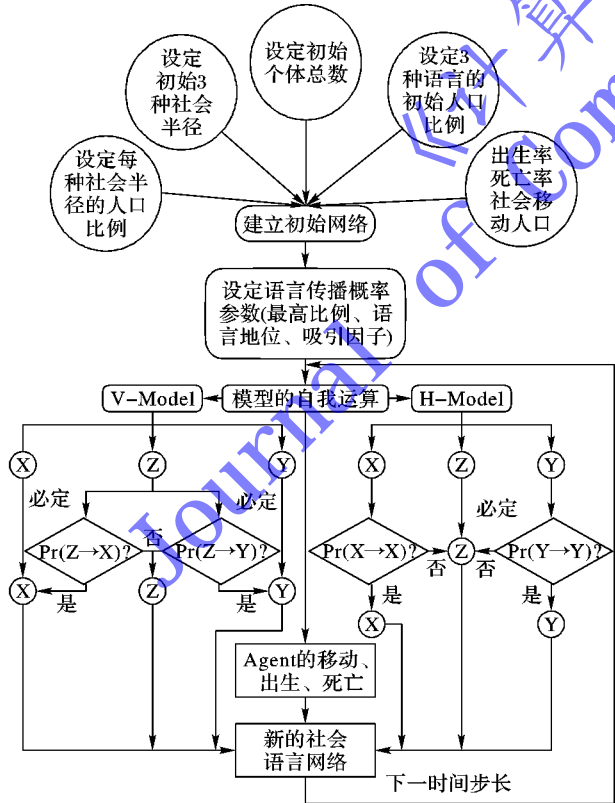 设定初始
个体总数
设定
初始3
种社会
半径
设定3
种语言的
初始人口
比例
设定每
种社会半
径的人口
比例
出生率
死亡率
社会移
动人口
建立初始网络
设定语言传播概率
参数(最高比例、语
言地位、吸引因子)
V-Model
模型的自我运算
H-Model
X
Z
Y
X
Z
Y
必定
必定
必定
Pr(Z→X)?
否
Pr(Z→Y)?
Pr(X→X)?
否
Z
否
Pr(Y→Y)?
X
是
Z
是
Y
是
X
是
Y
Agent的移动、
出生、死亡
新的社会
语言网络
下一时间步长
《计算
Journal of com